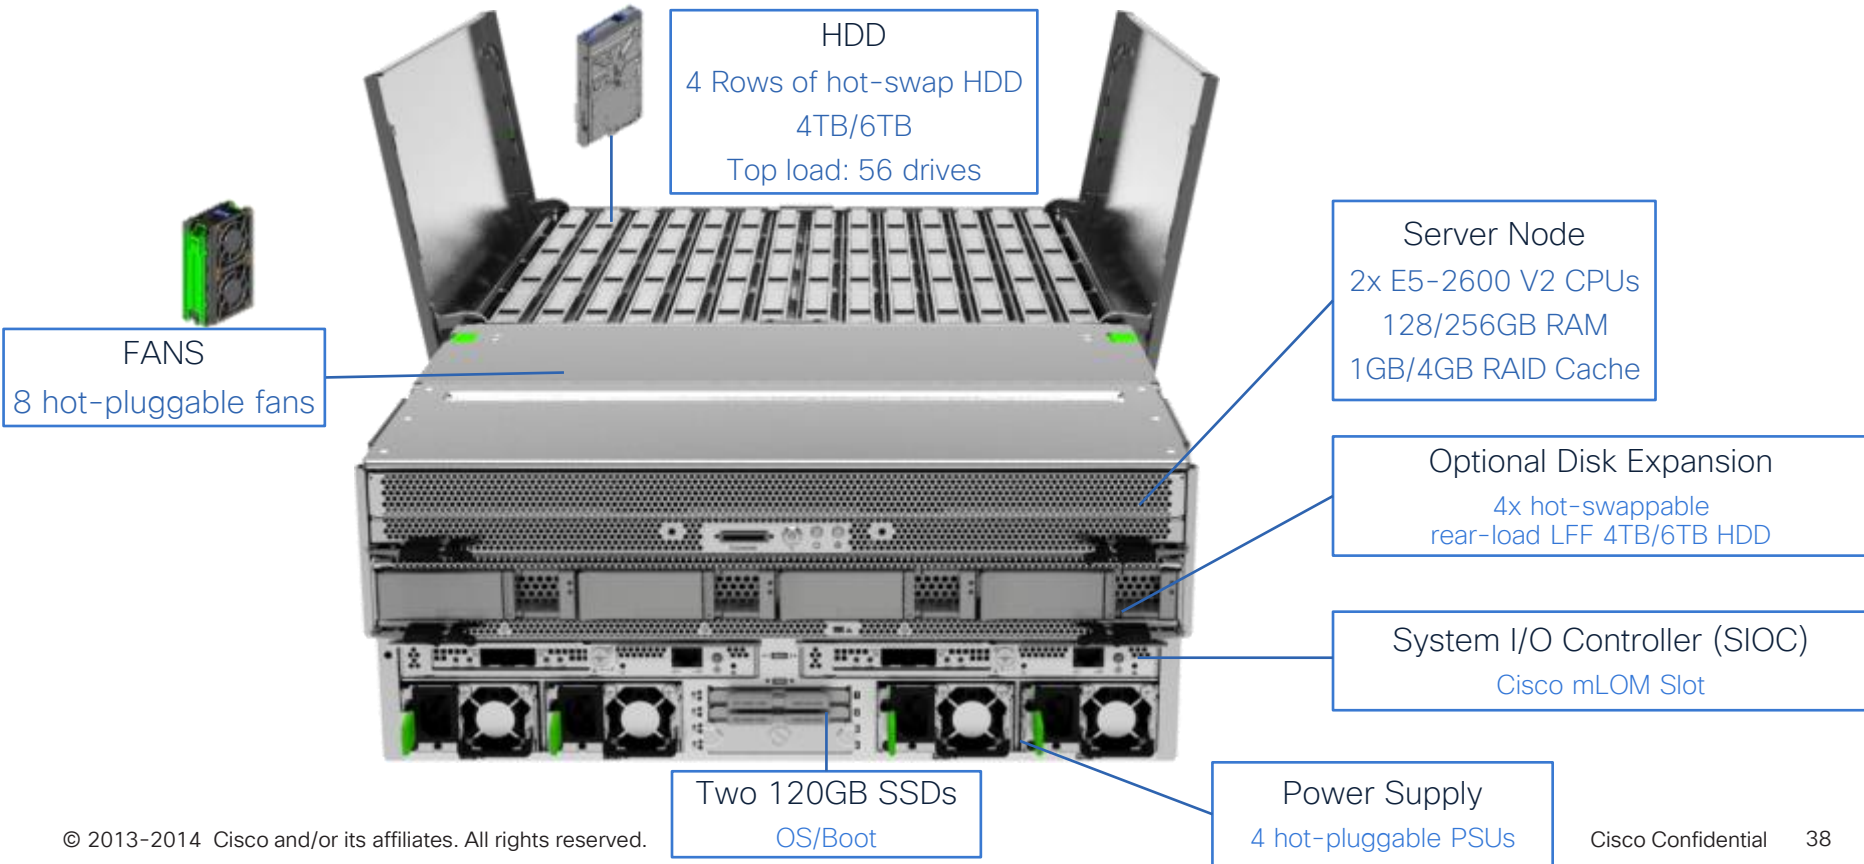 HDD
4 Rows of hot-swap HDD
4TB/6TB
Top load: 56 drives
Server Node
2x E5-2600 V2 CPUs
128/256GB RAM
1GB/4GB RAID Cache
FANS
8 hot-pluggable fans
Optional Disk Expansion
4x hot-swappable
rear-load LFF 4TB/6TB HDD
System I/O Controller (SIOC)
Cisco mLOM Slot
Two 120GB SSDs
OS/Boot
Power Supply
4 hot-pluggable PSUs
© 2013-2014 Cisco and/or its affiliates. All rights reserved.
Cisco Confidential 38